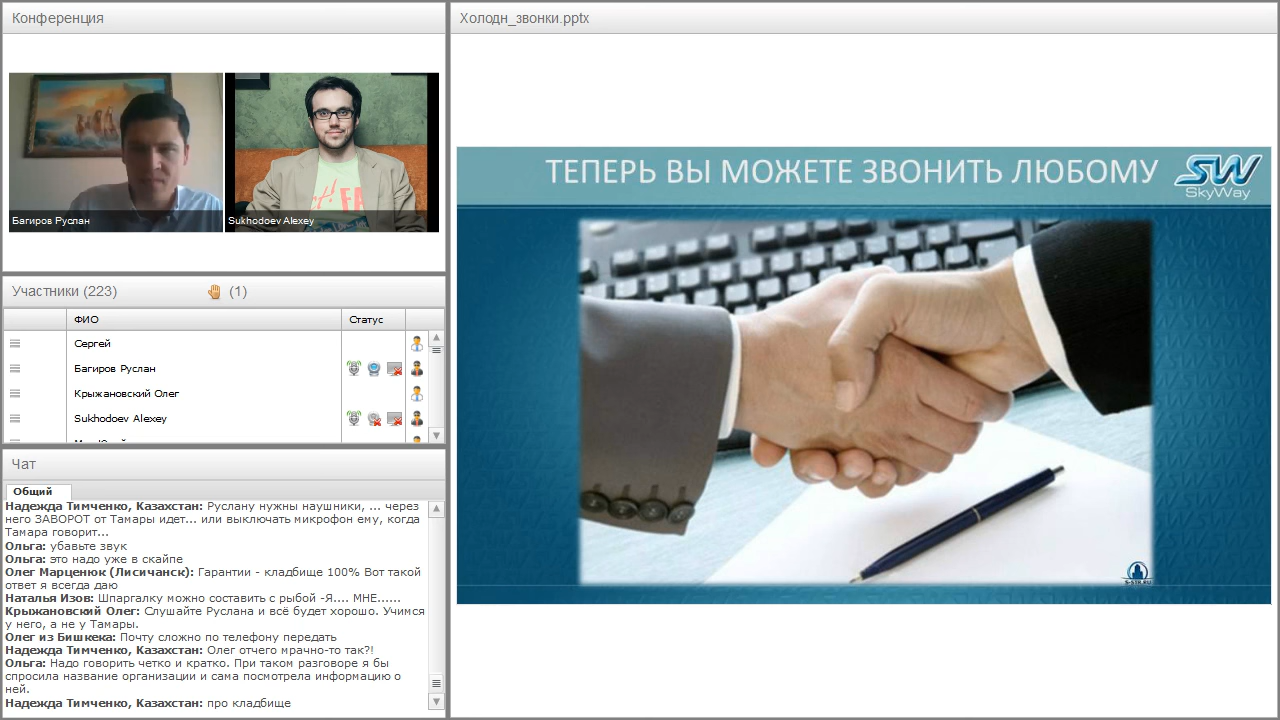 Конференция
Багиров Руслан
Sukhodoev Alexey
Участники (223)
(1)
ФИО
Статус
Сергей
Багиров Руслан
Крыжановский Олег
Sukhodoev Alexey
Чат
Общий
Надежда Тимченко, Казахстан: Руслану нужны наушники, ... через
него ЗАВОРОТ от Тамары идет... или выключать микрофон ему, когда
Тамара говорит...
Ольга: убавьте звук
Ольга: это надо уже в скайпе
Олег Марценюк (Лисичанск): Гарантии - кладбище 100% Вот такой
ответ я всегда даю
Наталья Изов: Шпаргалку можно составить с рыбой -Я.... МНЕ......
Крыжановский Олег: Слушайте Руслана и всё будет хорошо. Учимся
у него, а не у Тамары.
Олег из Бишкека: Почту сложно по телефону передать
Надежда Тимченко, Казахстан: Олег отчего мрачно-то так?!
Ольга: Надо говорить четко и кратко. При таком разговоре я бы
спросила название организации и сама посмотрела информацию о
ней.
Надежда Тимченко, Казахстан: про кладбище
Холодн_звонки.pptx
ТЕПЕРЬ ВЫ МОЖЕТЕ ЗВОНИТЬ ЛЮБОМУ
SW
SkyWay